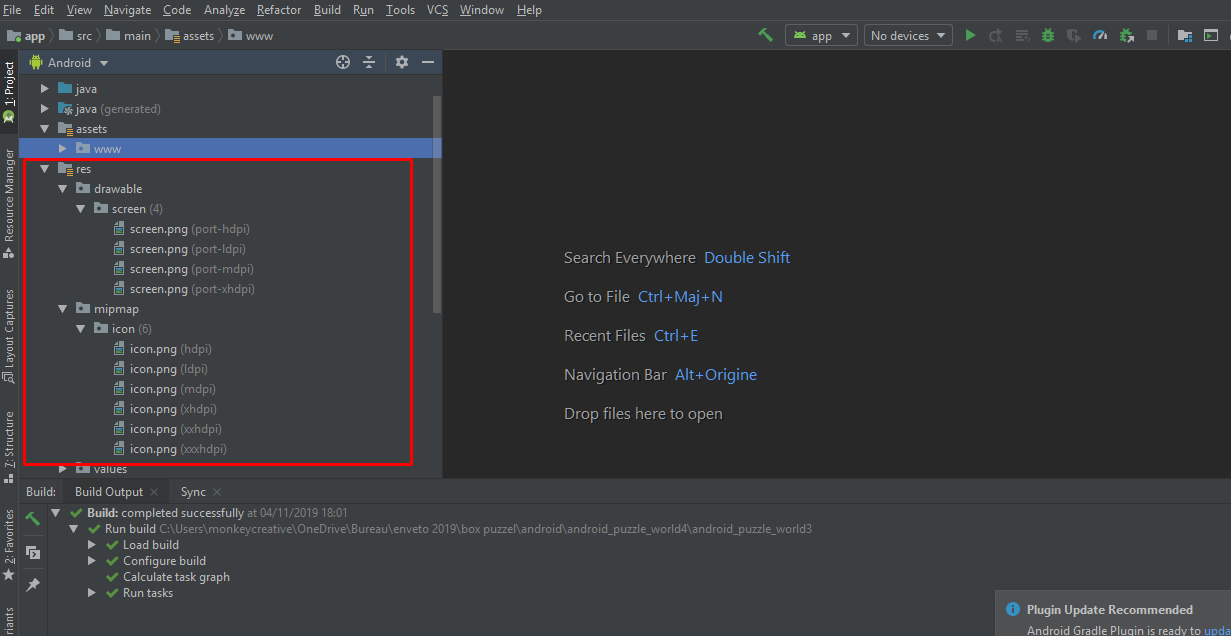 File Edit View Navigate Code Analyze Refactor Build Run Tools VCS Window Help
app src main assets www app No devices
1: Project
Resource Manager
Layout Captures
7: Structure
2: Favorites
riants
Android
java
java (generated)
assets
www
res
drawable
screen (4)
screen.png (port-hdpi)
screen.png (port-ldpi)
screen.png (port-mdpi)
screen.png (port-xhdpi)
mipmap
icon (6)
icon.png (hdpi)
icon.png (ldpi)
icon.png (mdpi)
icon.png (xhdpi)
icon.png (xxhdpi)
icon.png (xxxhdpi)
values
Search Everywhere Double Shift
Go to File Ctrl+Maj+N
Recent Files Ctrl+E
Navigation Bar Alt+Origine
Drop files here to open
Build: Build Output Sync
Build: completed successfully at 04/11/2019 18:01
Run build C:\Users\monkeycreative\OneDrive\Bureau\enveto 2019\box puzzel\android\android_puzzle_world4\android_puzzle_world3
Load build
Configure build
Calculate task graph
Run tasks
Plugin Update Recommended
Android Gradle Plugin is ready to upda